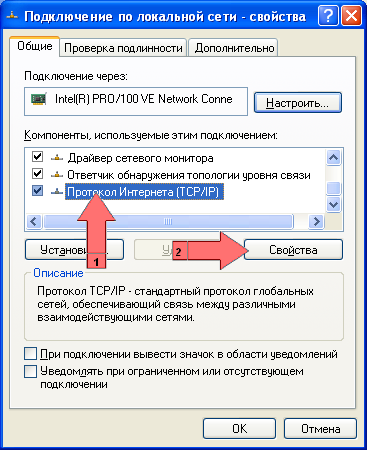 Подключение по локальной сети - свойства
Общие
Проверка подлинности
Дополнительно
Подключение через:
Intel(R) PRO/100 VE Network Conne
Настроить...
Компоненты, используемые этим подключением:
Драйвер сетевого монитора
Ответчик обнаружения топологии уровня связи
Протокол Интернета (TCP/IP)
1
2
Свойства
Описание
Протокол TCP/IP - стандартный протокол глобальных
сетей, обеспечивающий связь между различными
взаимодействующими сетями.
При подключении вывести значок в области уведомлений
Уведомлять при ограниченном или отсутствующем
подключении
OK
Отмена